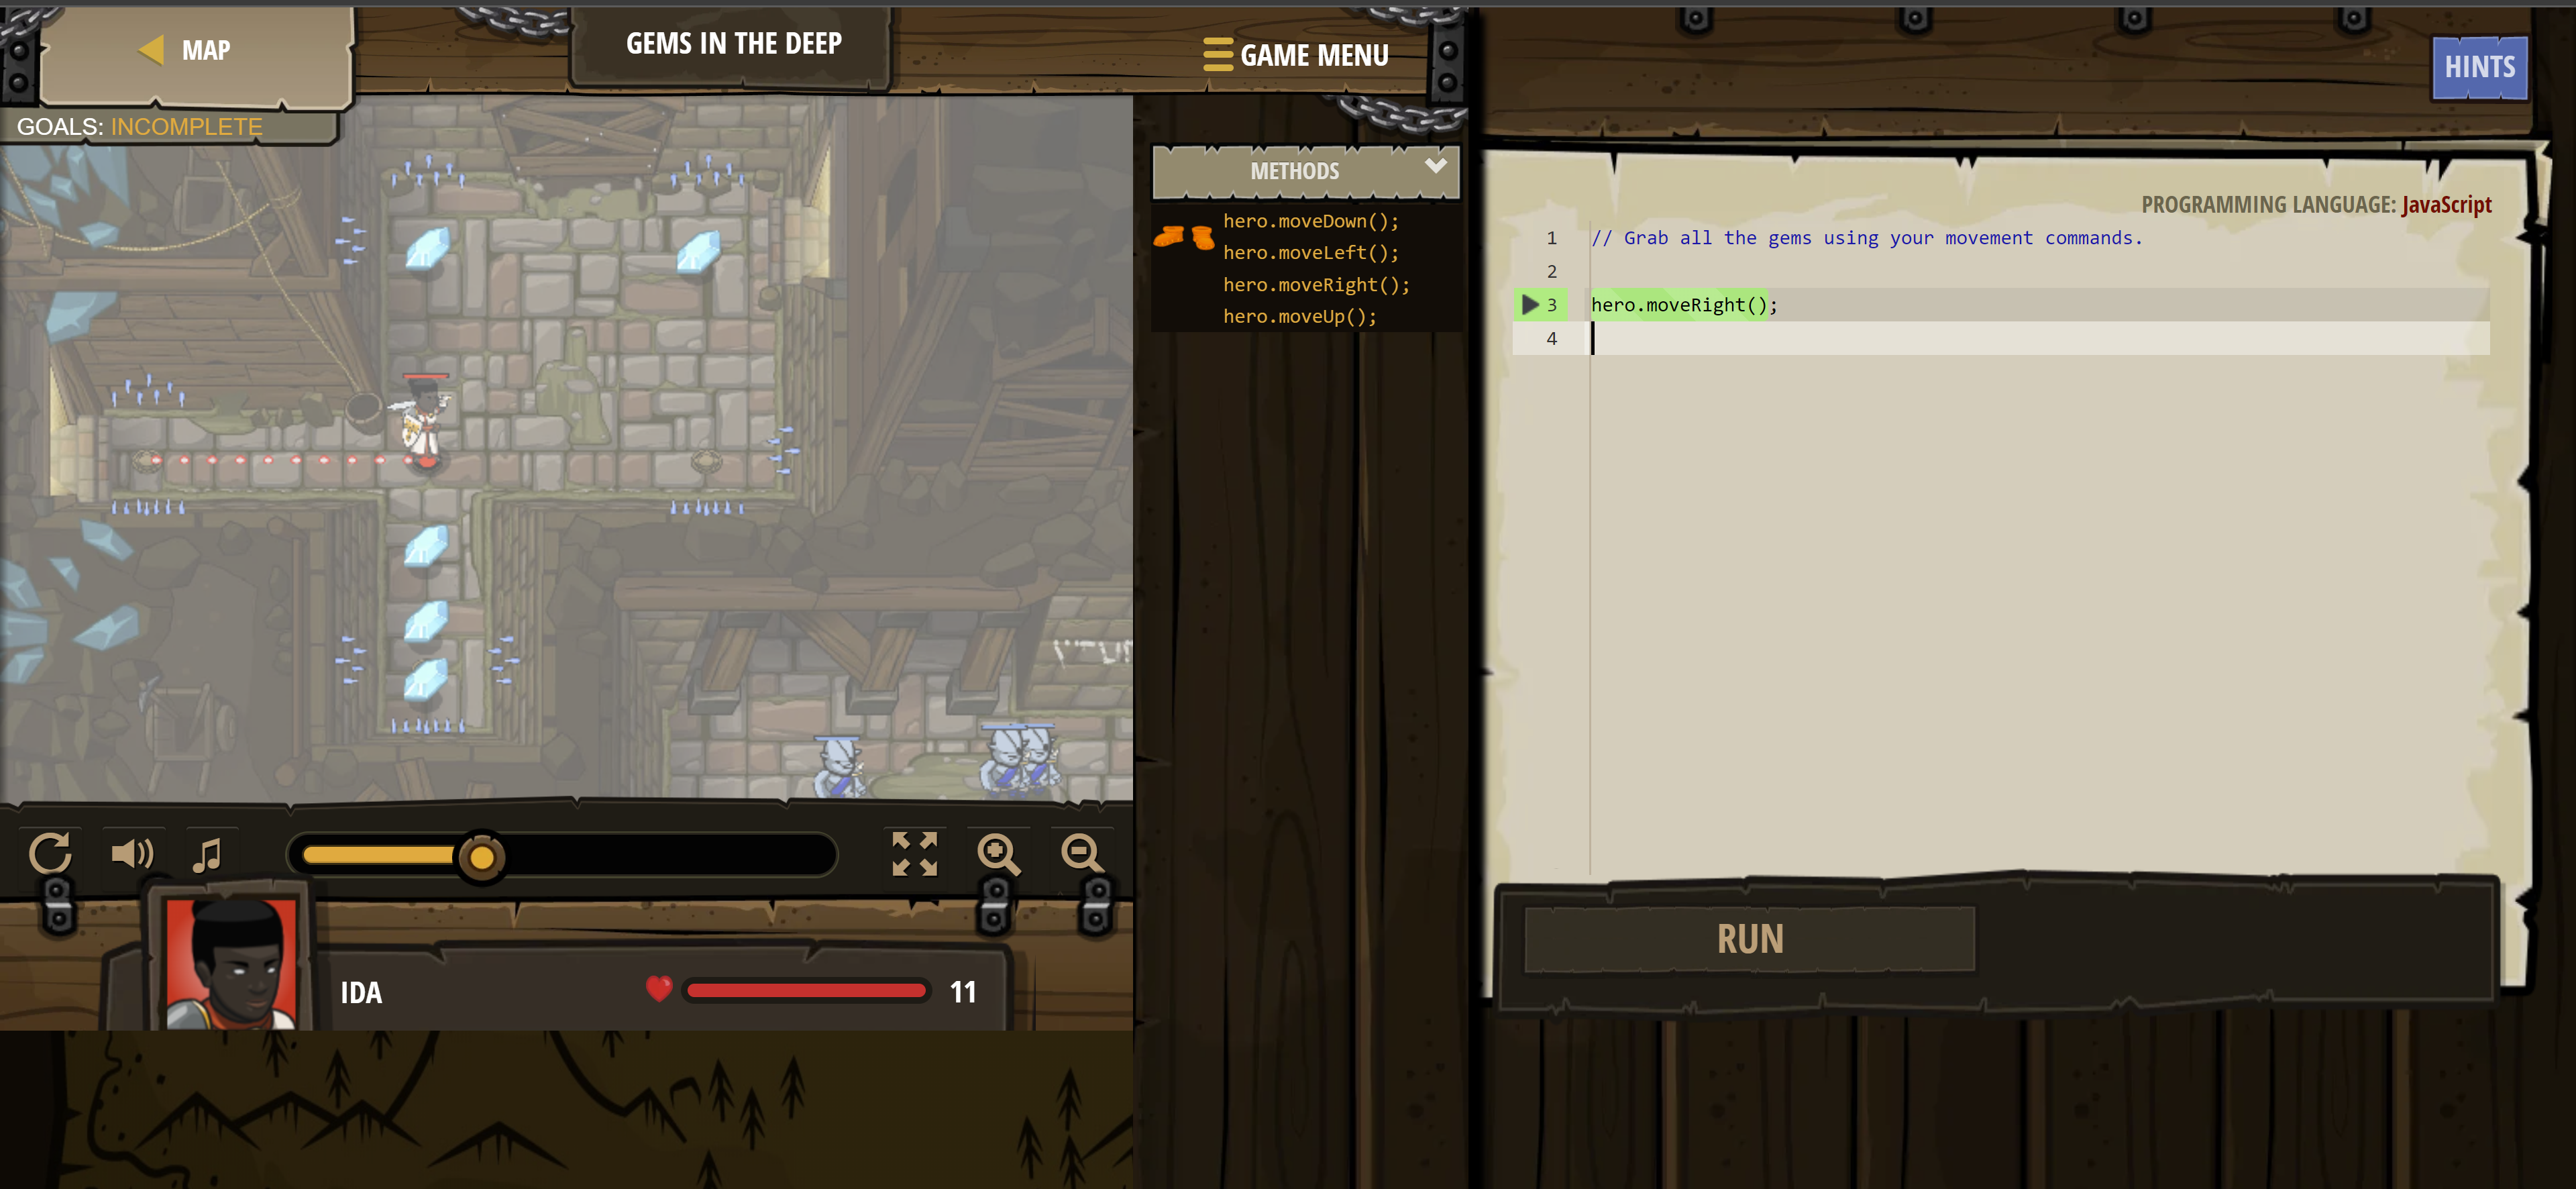 MAP
GEMS IN THE DEEP
GAME MENU
HINTS
GOALS: INCOMPLETE
METHODS
hero.moveDown();
hero.moveLeft();
hero.moveRight();
hero.moveUp();
PROGRAMMING LANGUAGE: JavaScript
1 // Grab all the gems using your movement commands.
2
3 hero.moveRight();
4
RUN
IDA
11